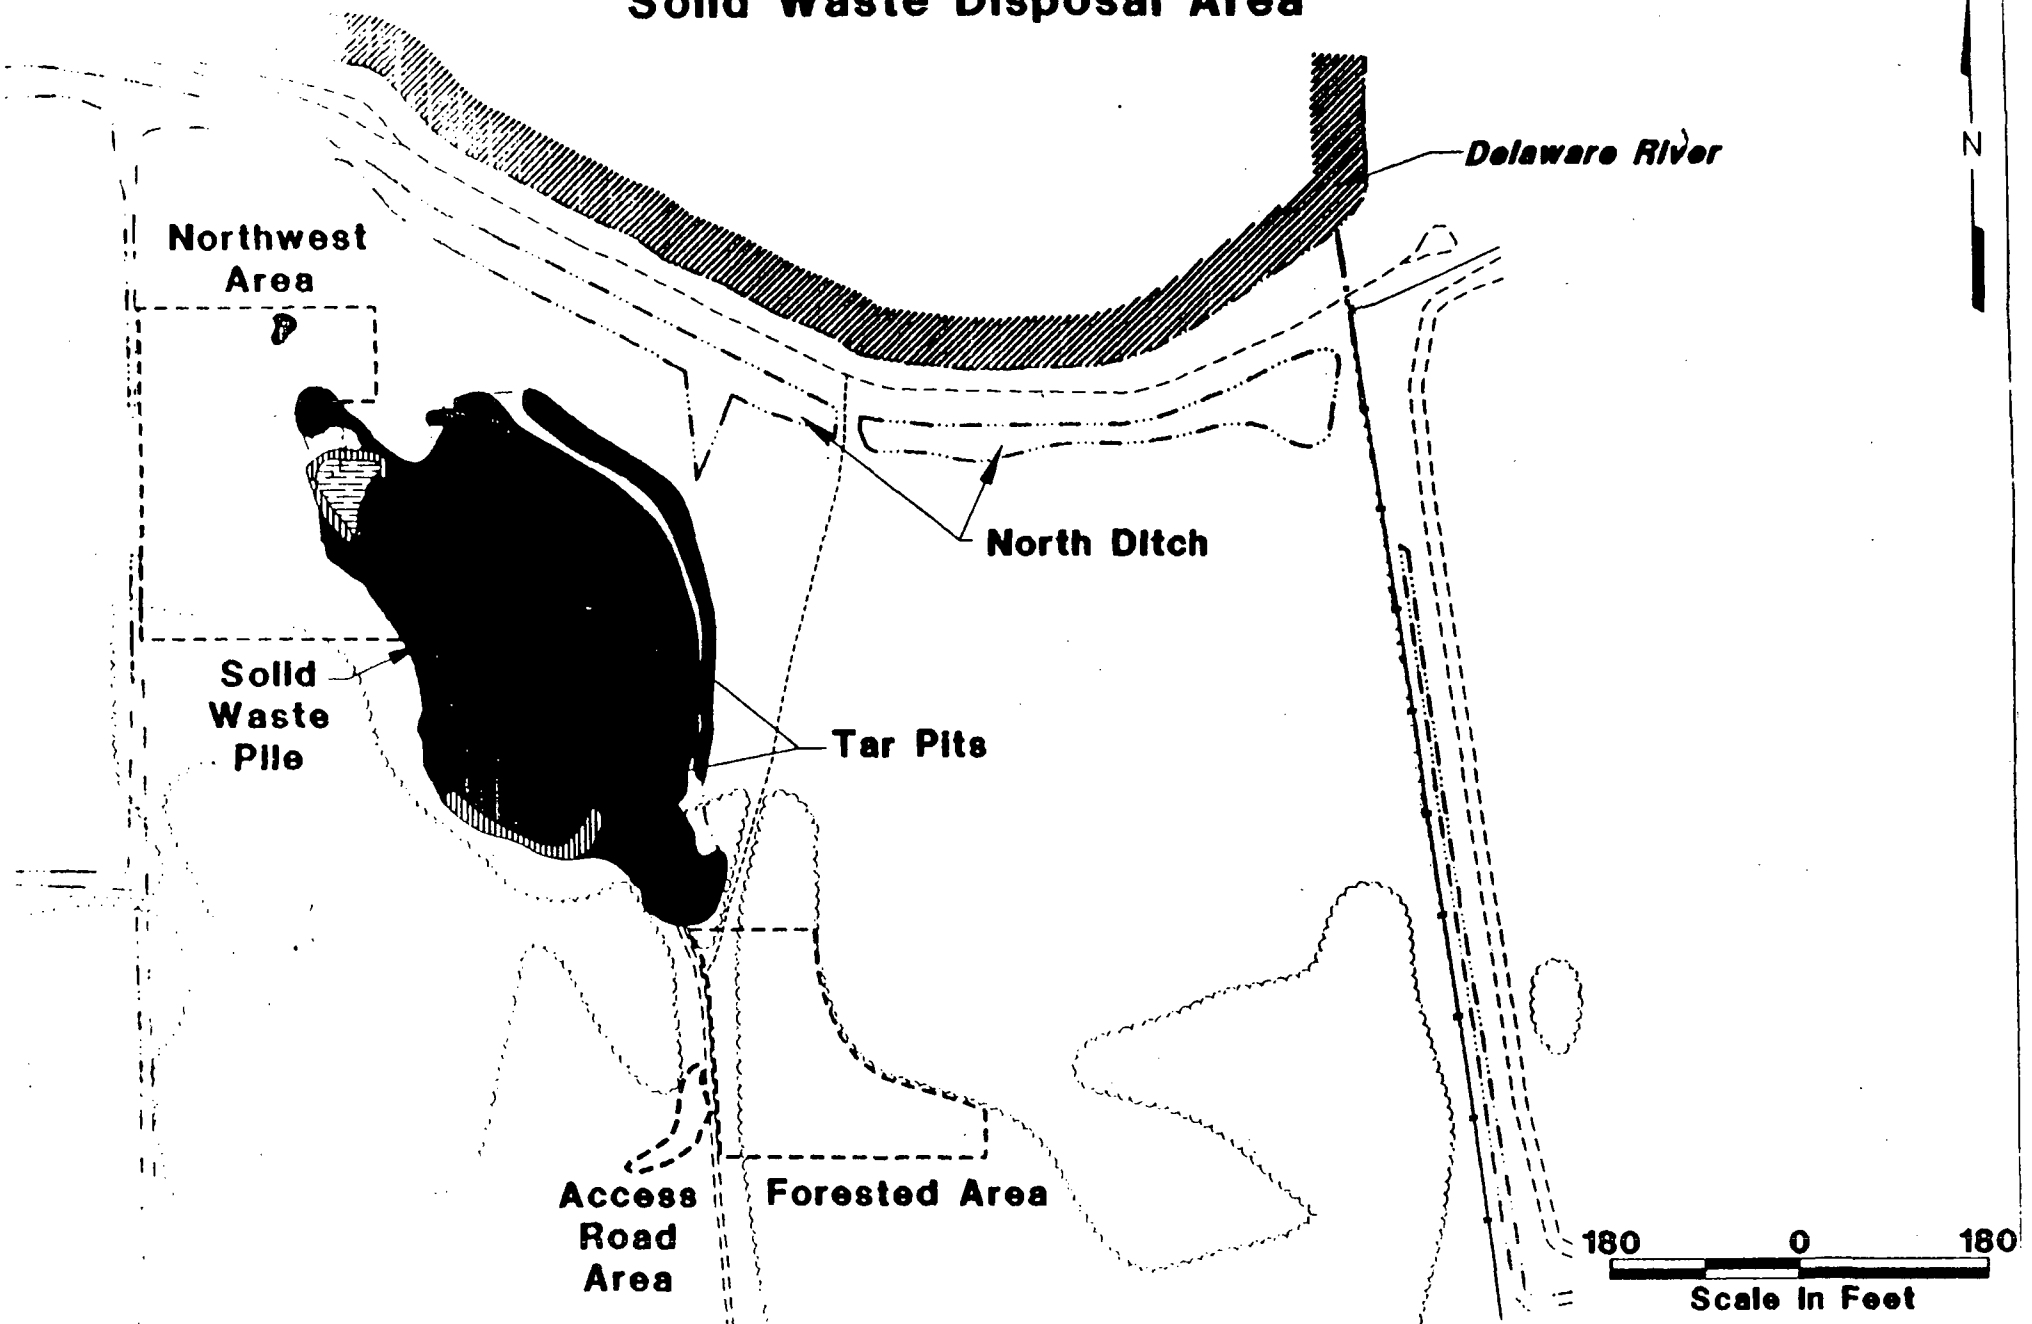 Solid Waste Disposal Area
N
Delaware River
Northwest
Area
North Ditch
Solid
Waste
Pile
Tar Pits
Access
Road
Area
Forested Area
180 0 180
Scale in Feet